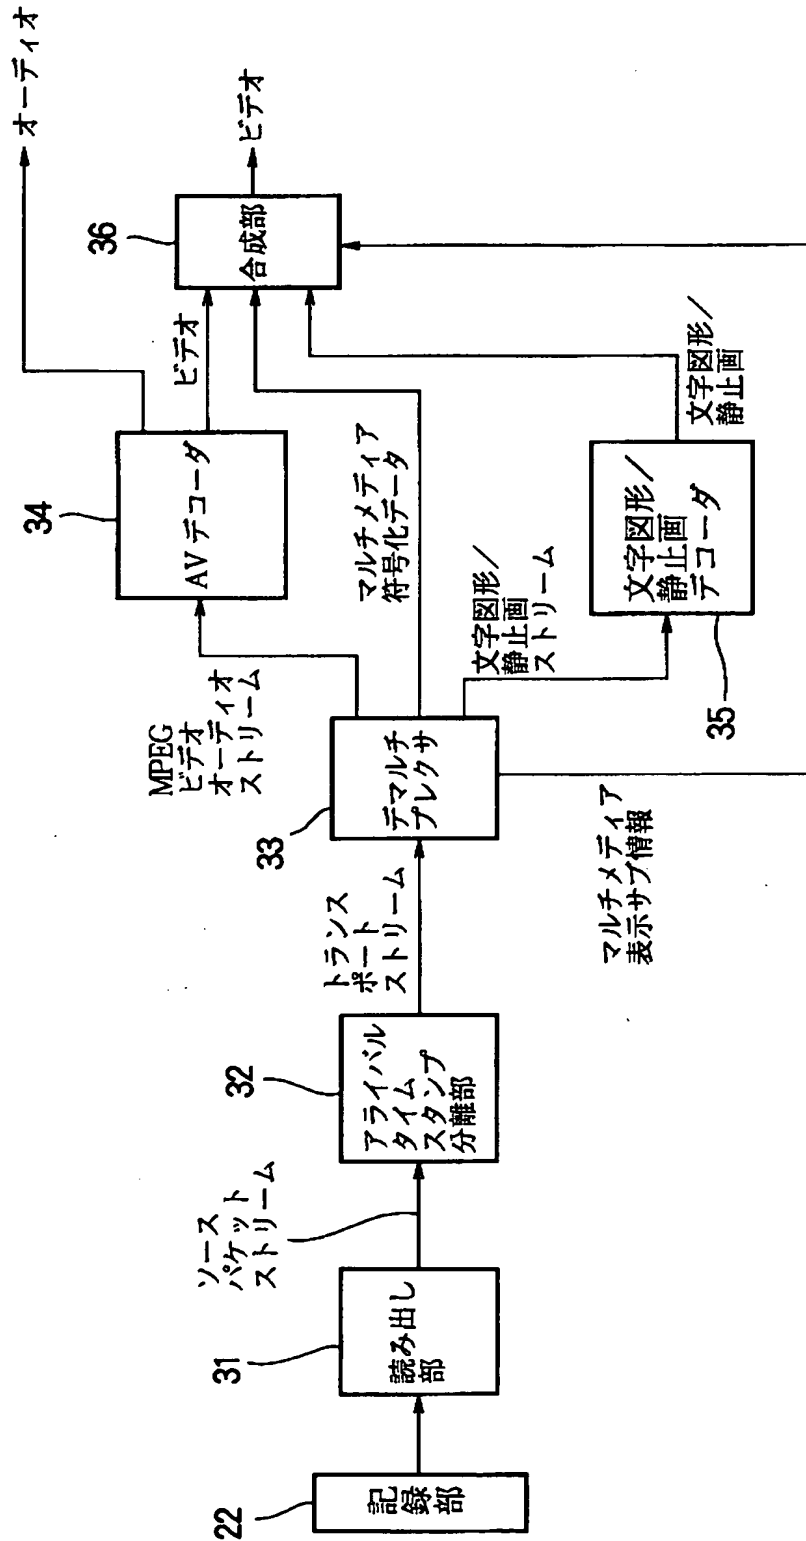 22
記録部
31
読み出し
部
ソース
パケット
ストリーム
32
アライバル
タイム
スタンプ
分離部
トランス
ポート
ストリーム
33
デマルチ
プレクサ
MPEG
ビデオ
オーディオ
ストリーム
34
AVデコーダ
オーディオ
ビデオ
マルチメディア
符号化データ
文字図形/
静止画
ストリーム
35
文字図形/
静止画
デコーダ
文字図形/
静止画
マルチメディア
表示サブ情報
36
合成部
ビデオ